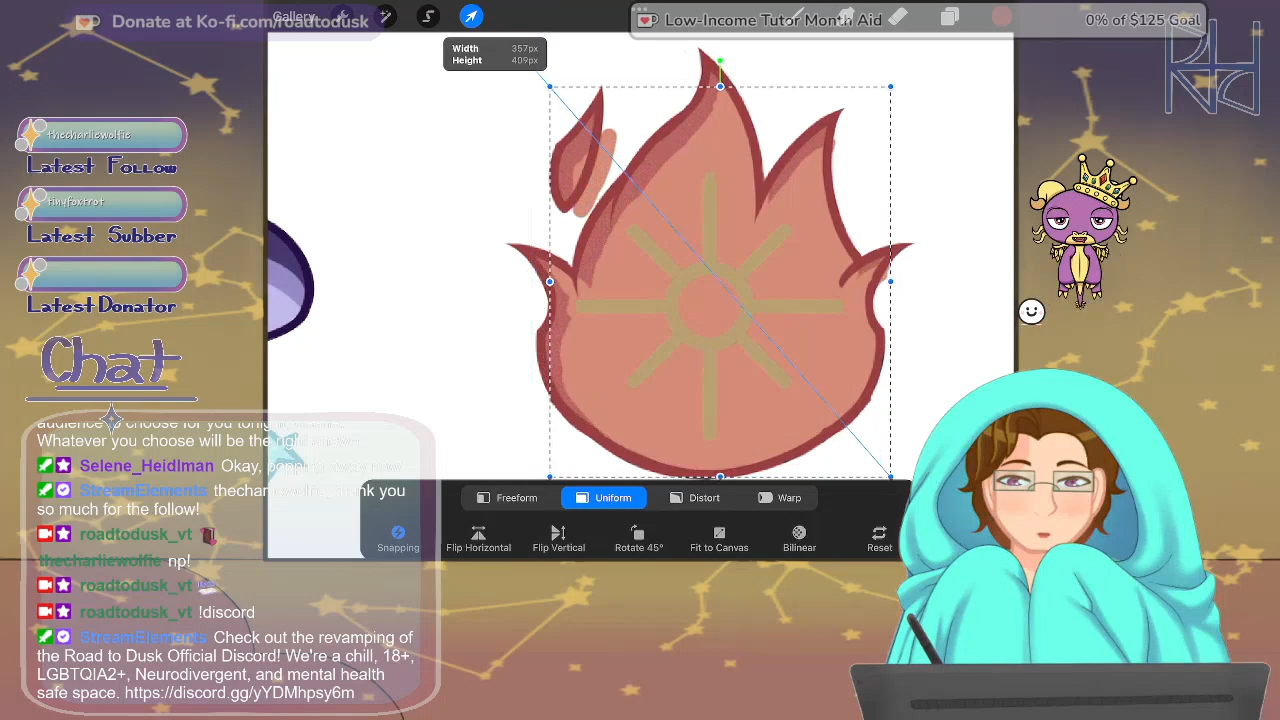 Donate at Ko-fi.com/roadtodusk
Gallery
Low-Income Tutor Month Aid
0% of $125 Goal
Width 357px
Height 409px
thecharliewolfie
Latest Follow
tinyfoxtrot
Latest Subber
Latest Donator
Chat
Whatever you choose will be the
Selene_Heidlman Okay,
StreamElements thecharliewolfie, thank you
so much for the follow!
roadtodusk_vt
thecharliewolfie np!
roadtodusk_vt
roadtodusk_vt !discord
StreamElements Check out the revamping of
the Road to Dusk Official Discord! We're a chill, 18+,
LGBTQIA2+, Neurodivergent, and mental health
safe space. https://discord.gg/yYDMhpsy6m
Freeform
Uniform
Distort
Warp
Snapping
Flip Horizontal
Flip Vertical
Rotate 45°
Fit to Canvas
Bilinear
Reset